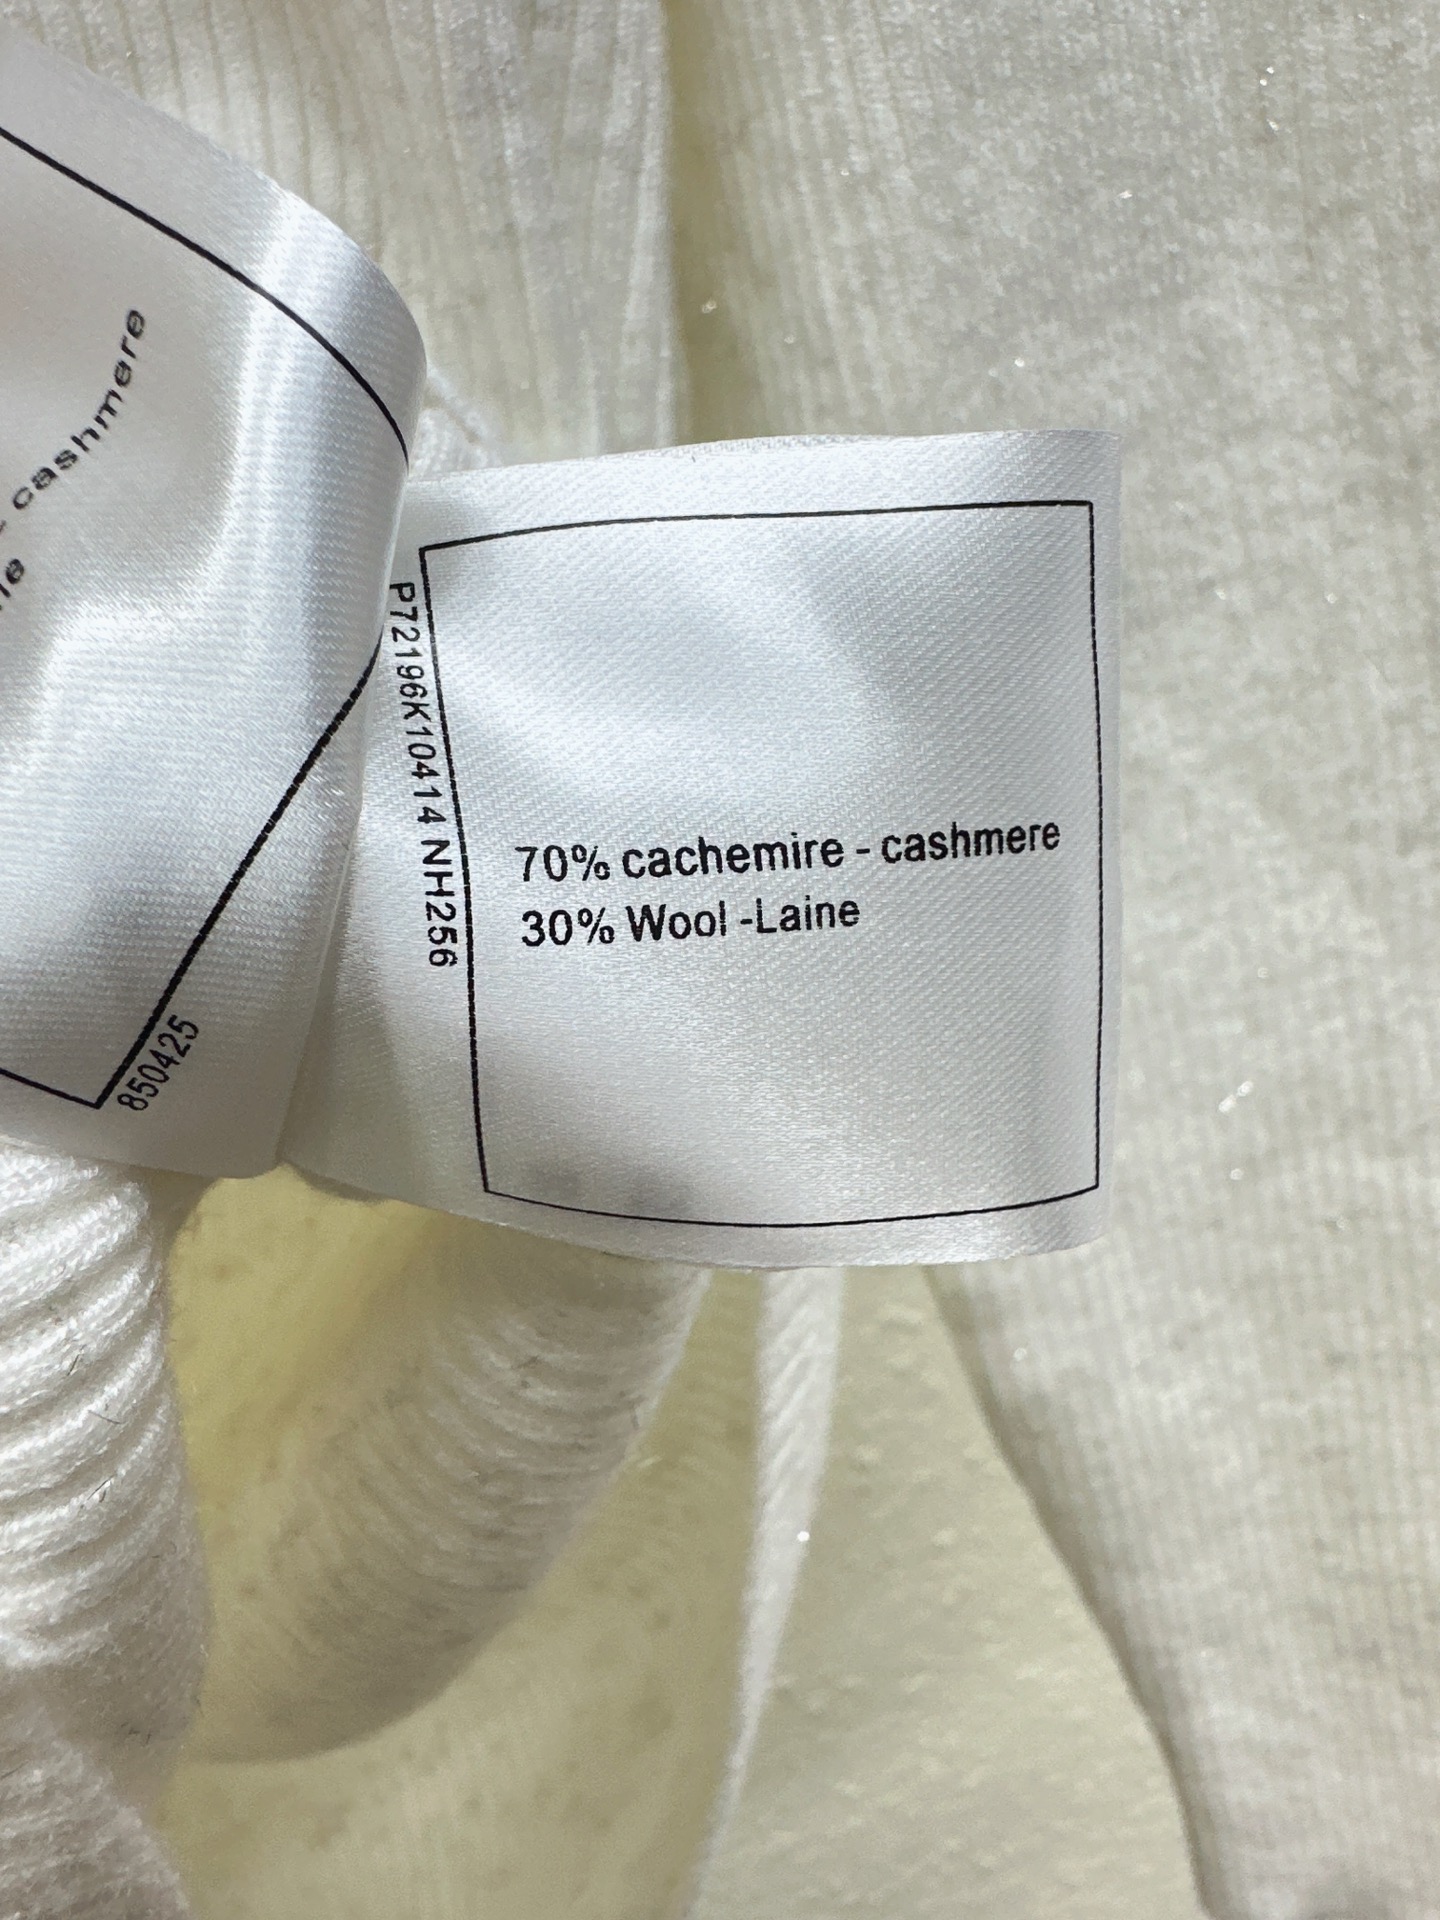 - cashmere
850425
P72196K10414 NH256
70% cachemire - cashmere
30% Wool -Laine